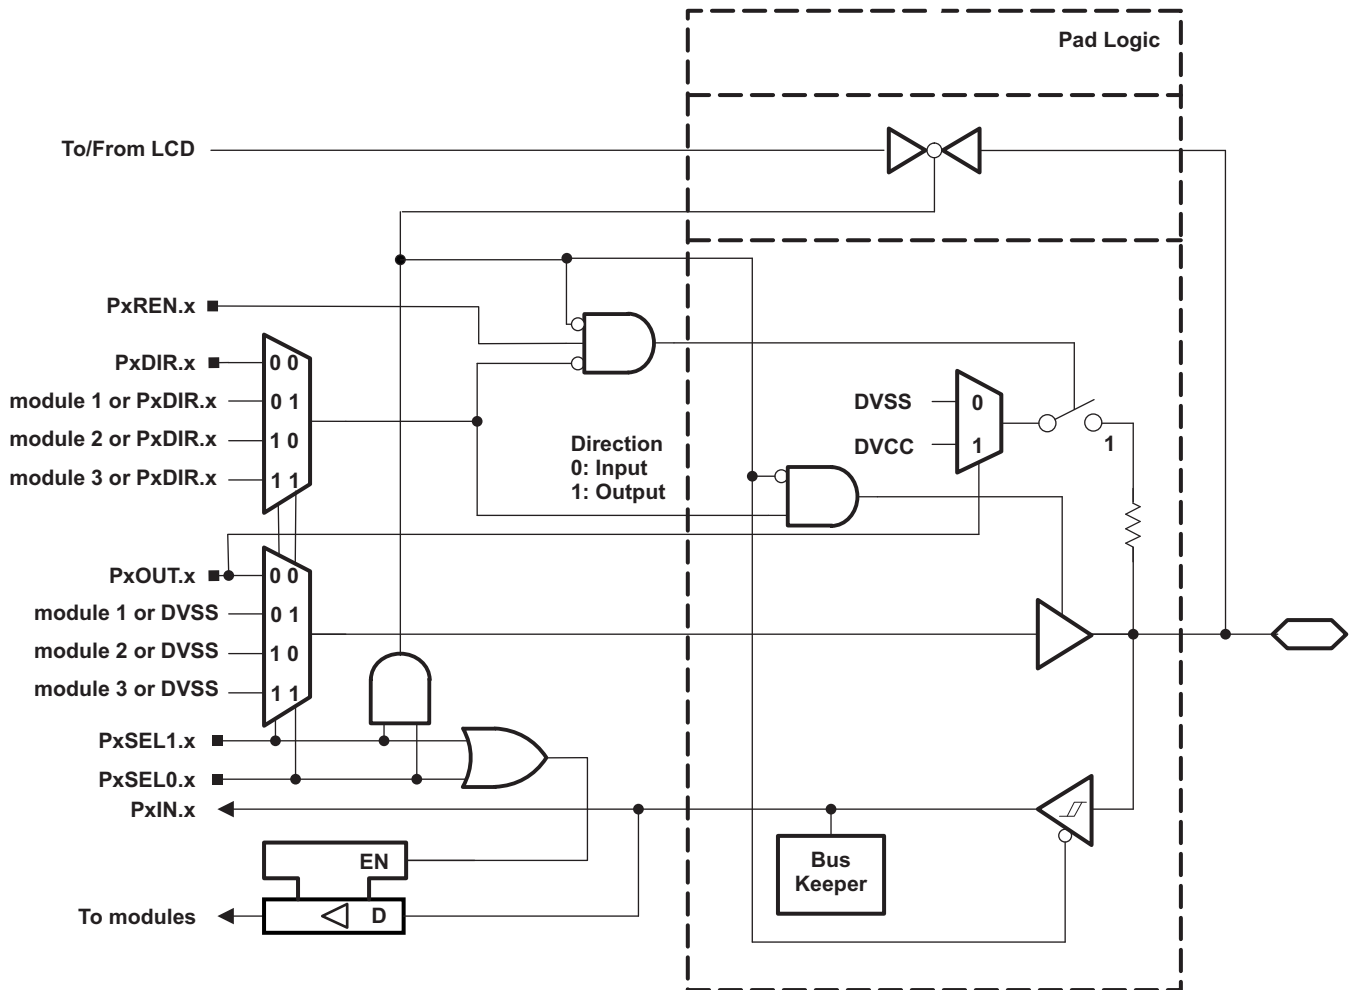 Pad Logic
To/From LCD
PxREN.x
PxDIR.x
0 0
module 1 or PxDIR.x
0 1
module 2 or PxDIR.x
1 0
module 3 or PxDIR.x
1 1
Direction
0: Input
1: Output
DVSS
0
DVCC
1
1
PxOUT.x
0 0
module 1 or DVSS
0 1
module 2 or DVSS
1 0
module 3 or DVSS
1 1
PxSEL1.x
PxSEL0.x
PxIN.x
Bus
Keeper
EN
D
To modules